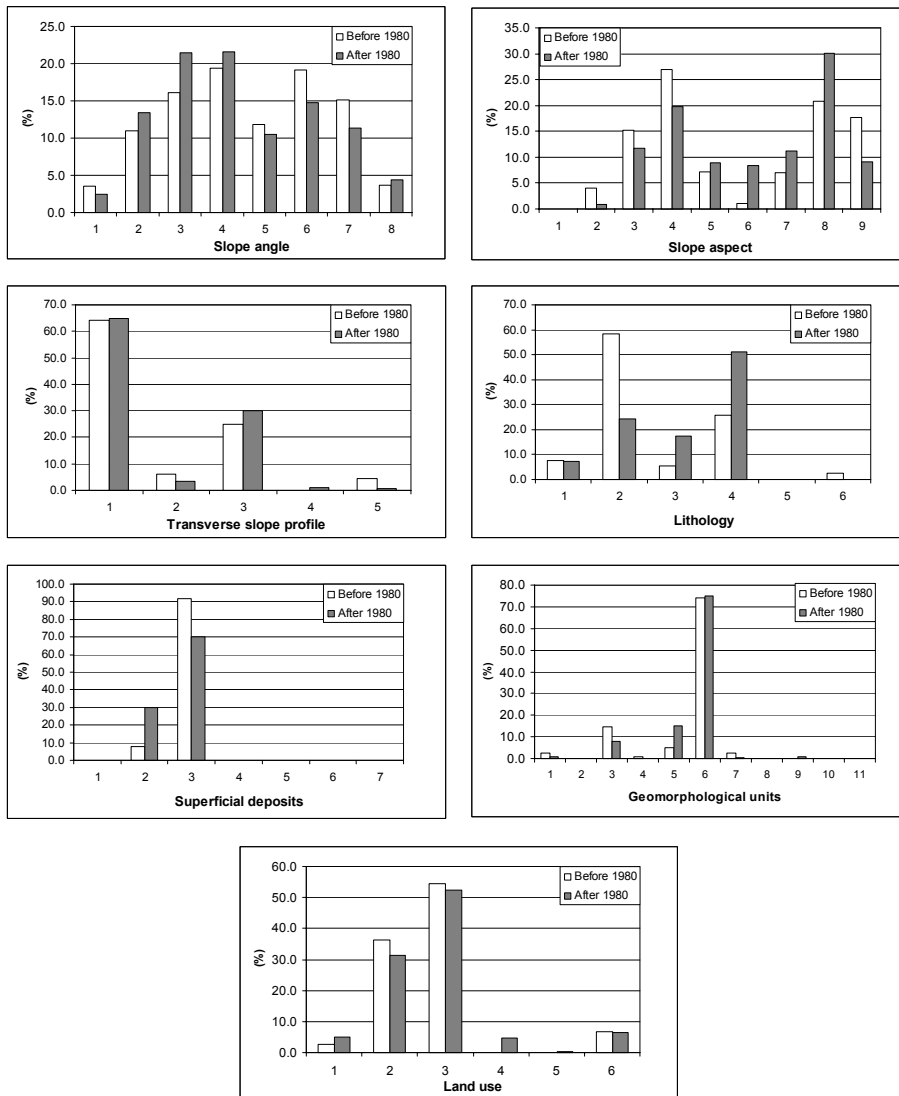 25.0
20.0
15.0
10.0
5.0
0.0
(%)
Before 1980
After 1980
1 2 3 4 5 6 7 8
Slope angle
35.0
30.0
25.0
20.0
15.0
10.0
5.0
0.0
(%)
Before 1980
After 1980
1 2 3 4 5 6 7 8 9
Slope aspect
70.0
60.0
50.0
40.0
30.0
20.0
10.0
0.0
(%)
Before 1980
After 1980
1 2 3 4 5
Transverse slope profile
70.0
60.0
50.0
40.0
30.0
20.0
10.0
0.0
(%)
Before 1980
After 1980
1 2 3 4 5 6
Lithology
100.0
90.0
80.0
70.0
60.0
50.0
40.0
30.0
20.0
10.0
0.0
(%)
Before 1980
After 1980
1 2 3 4 5 6 7
Superficial deposits
80.0
70.0
60.0
50.0
40.0
30.0
20.0
10.0
0.0
(%)
Before 1980
After 1980
1 2 3 4 5 6 7 8 9 10 11
Geomorphological units
60.0
50.0
40.0
30.0
20.0
10.0
0.0
(%)
Before 1980
After 1980
1 2 3 4 5 6
Land use